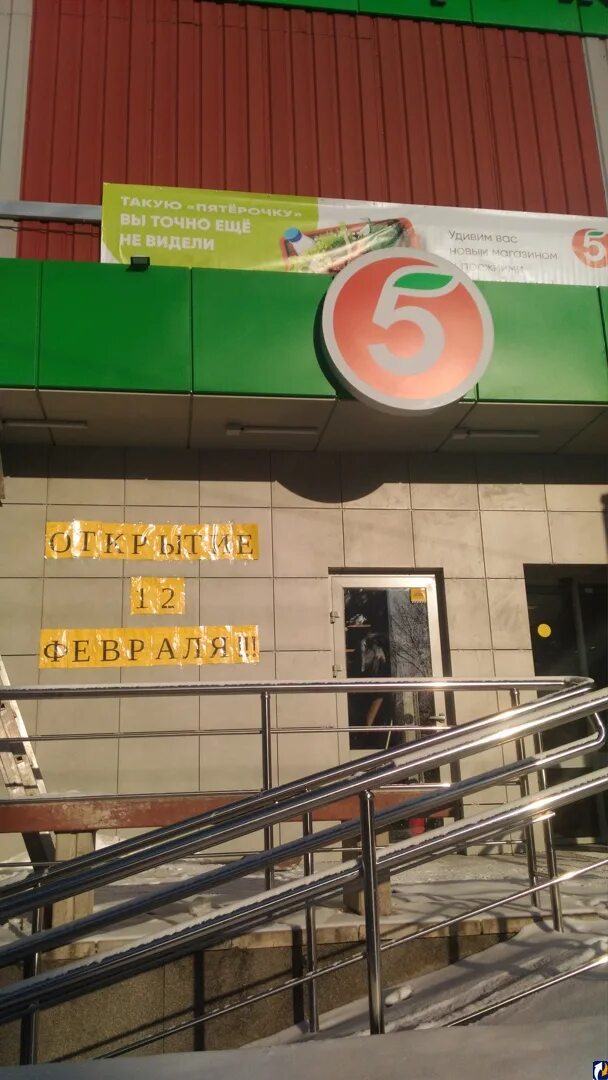 ТАКУЮ «ПЯТЁРОЧКУ»
ВЫ ТОЧНО ЕЩЁ
НЕ ВИДЕЛИ
Удивим вас
новым магазином
5
5
ОТКРЫТИЕ
12
ФЕВРАЛЯ!!!